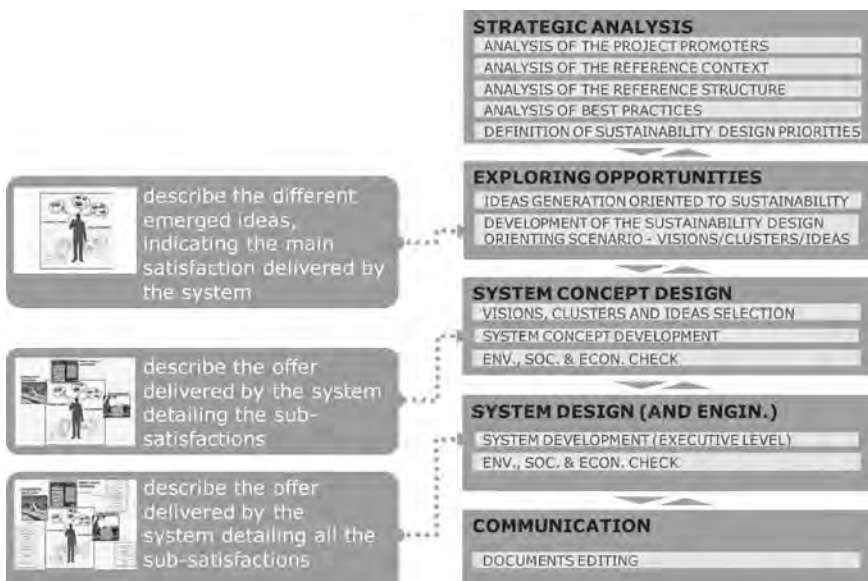 STRATEGIC ANALYSIS
ANALYSIS OF THE PROJECT PROMOTERS
ANALYSIS OF THE REFERENCE CONTEXT
ANALYSIS OF THE REFERENCE STRUCTURE
ANALYSIS OF BEST PRACTICES
DEFINITION OF SUSTAINABILITY DESIGN PRIORITIES
describe the different
emerged ideas,
indicating the main
satisfaction delivered by
the system
EXPLORING OPPORTUNITIES
IDEAS GENERATION ORIENTED TO SUSTAINABILITY
DEVELOPMENT OF THE SUSTAINABILITY DESIGN
ORIENTING SCENARIO - VISIONS/CLUSTERS/IDEAS
SYSTEM CONCEPT DESIGN
VISIONS, CLUSTERS AND IDEAS SELECTION
SYSTEM CONCEPT DEVELOPMENT
ENV., SOC. & ECON. CHECK
describe the offer
delivered by the system
detailing the sub-
satisfactions
SYSTEM DESIGN (AND ENGIN.)
SYSTEM DEVELOPMENT (EXECUTIVE LEVEL)
ENV., SOC. & ECON. CHECK
describe the offer
delivered by the
system detailing all the
sub-satisfactions
COMMUNICATION
DOCUMENTS EDITING